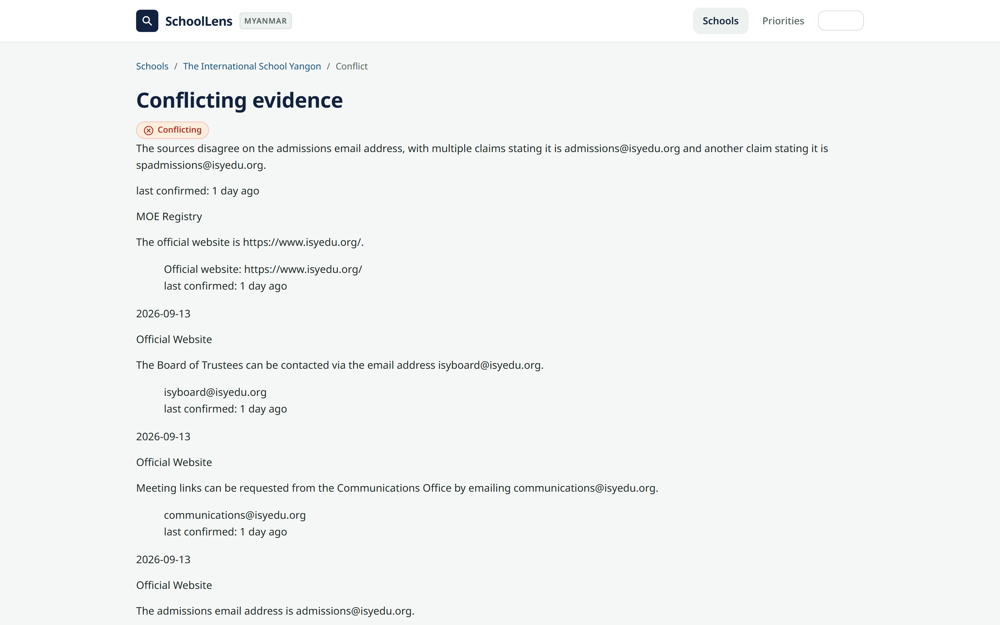 SchoolLens MYANMAR Schools Priorities
Schools / The International School Yangon / Conflict
Conflicting evidence
Conflicting
The sources disagree on the admissions email address, with multiple claims stating it is admissions@isyedu.org and another claim stating it is
spadmissions@isyedu.org.
last confirmed: 1 day ago
MOE Registry
The official website is https://www.isyedu.org/.
Official website: https://www.isyedu.org/
last confirmed: 1 day ago
2026-09-13
Official Website
The Board of Trustees can be contacted via the email address isyboard@isyedu.org.
isyboard@isyedu.org
last confirmed: 1 day ago
2026-09-13
Official Website
Meeting links can be requested from the Communications Office by emailing communications@isyedu.org.
communications@isyedu.org
last confirmed: 1 day ago
2026-09-13
Official Website
The admissions email address is admissions@isyedu.org.